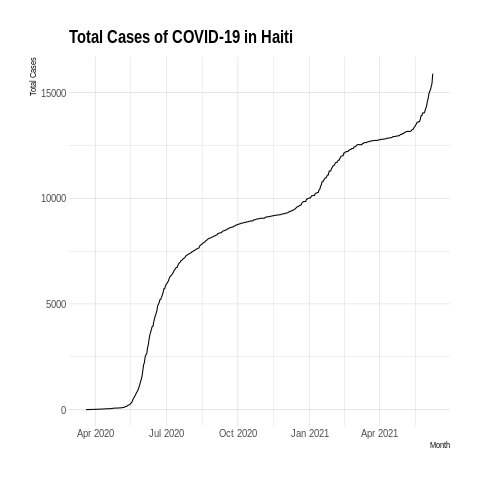 Total Cases of COVID-19 in Haiti
Total Cases
15000
10000
5000
0
Apr 2020 Jul 2020 Oct 2020 Jan 2021 Apr 2021
Month